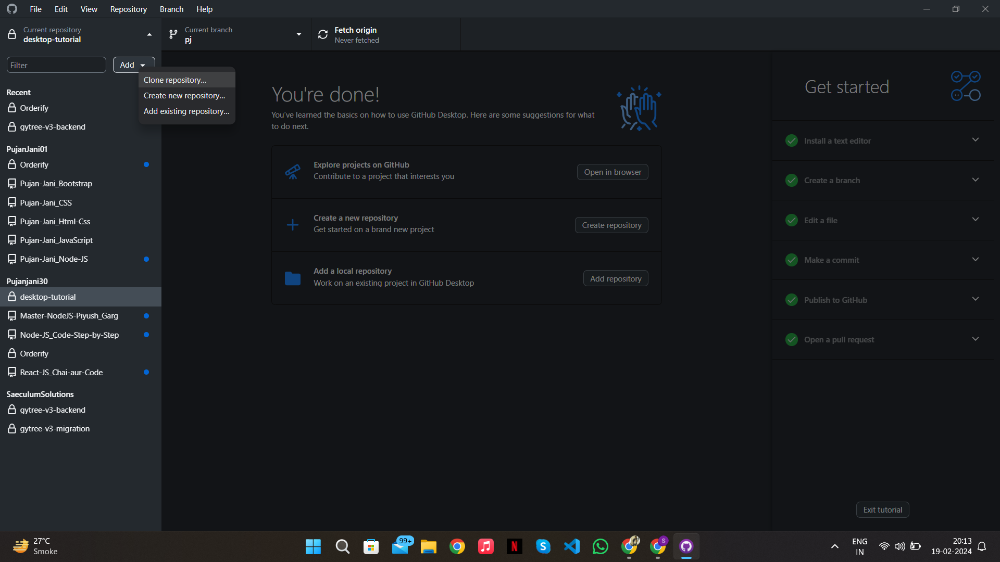 File Edit View Repository Branch Help
Current repository
desktop-tutorial
Current branch
pj
Fetch origin
Never fetched
Filter
Add
Clone repository...
Create new repository...
Add existing repository...
Recent
Orderify
gytree-v3-backend
PujanJani01
Orderify
Pujan-Jani_Bootstrap
Pujan-Jani_CSS
Pujan-Jani_Html-Css
Pujan-Jani_JavaScript
Pujan-Jani_Node-JS
Pujanjani30
desktop-tutorial
Master-NodeJS-Piyush_Garg
Node-JS_Code-Step-by-Step
Orderify
React-JS_Chai-aur-Code
SaeculumSolutions
gytree-v3-backend
gytree-v3-migration
You're done!
You've learned the basics on how to use GitHub Desktop. Here are some suggestions for what
to do next.
Explore projects on GitHub
Contribute to a project that interests you
Open in browser
Create a new repository
Get started on a brand new project
Create repository
Add a local repository
Work on an existing project in GitHub Desktop
Add repository
Get started
Install a text editor
Create a branch
Edit a file
Make a commit
Publish to GitHub
Open a pull request
Exit tutorial
27°C
Smoke
99+
N
S
S
ENG
IN
20:13
19-02-2024